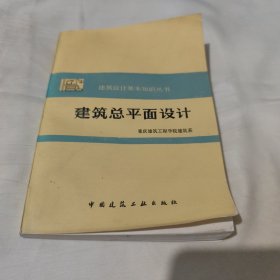 建筑设计基本知识丛书
建筑总平面设计
重庆建筑工程学院建筑系
中国建筑工业出版社